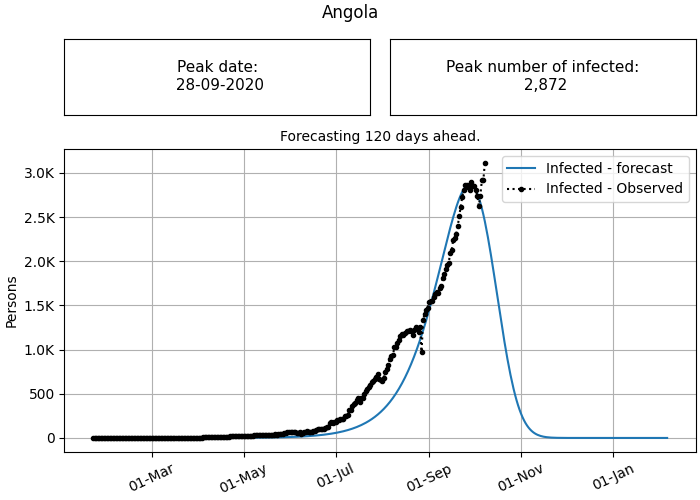 Angola
Peak date:
28-09-2020
Peak number of infected:
2,872
Forecasting 120 days ahead.
Infected - forecast
Infected - Observed
3.0K
2.5K
2.0K
1.5K
1.0K
500
0
Persons
01-Mar
01-May
01-Jul
01-Sep
01-Nov
01-Jan